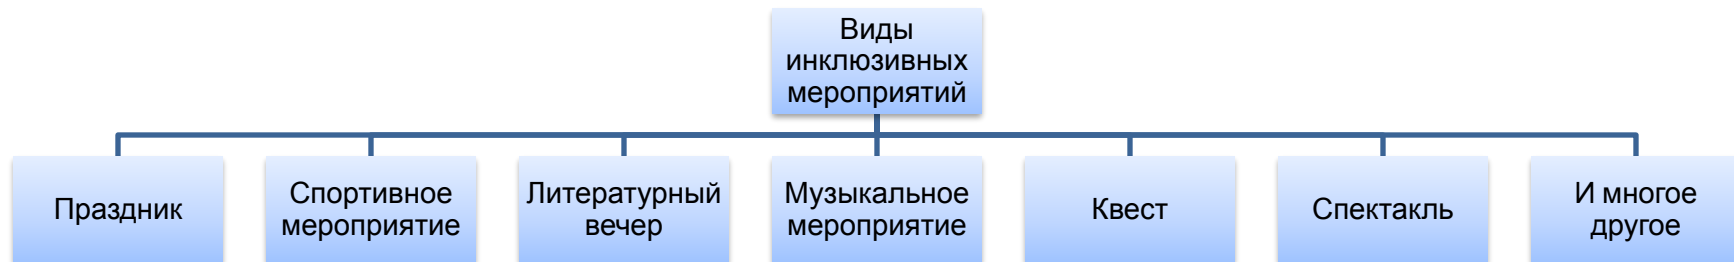 Виды
инклюзивных
мероприятий
Праздник
Спортивное
мероприятие
Литературный
вечер
Музыкальное
мероприятие
Квест
Спектакль
И многое
другое